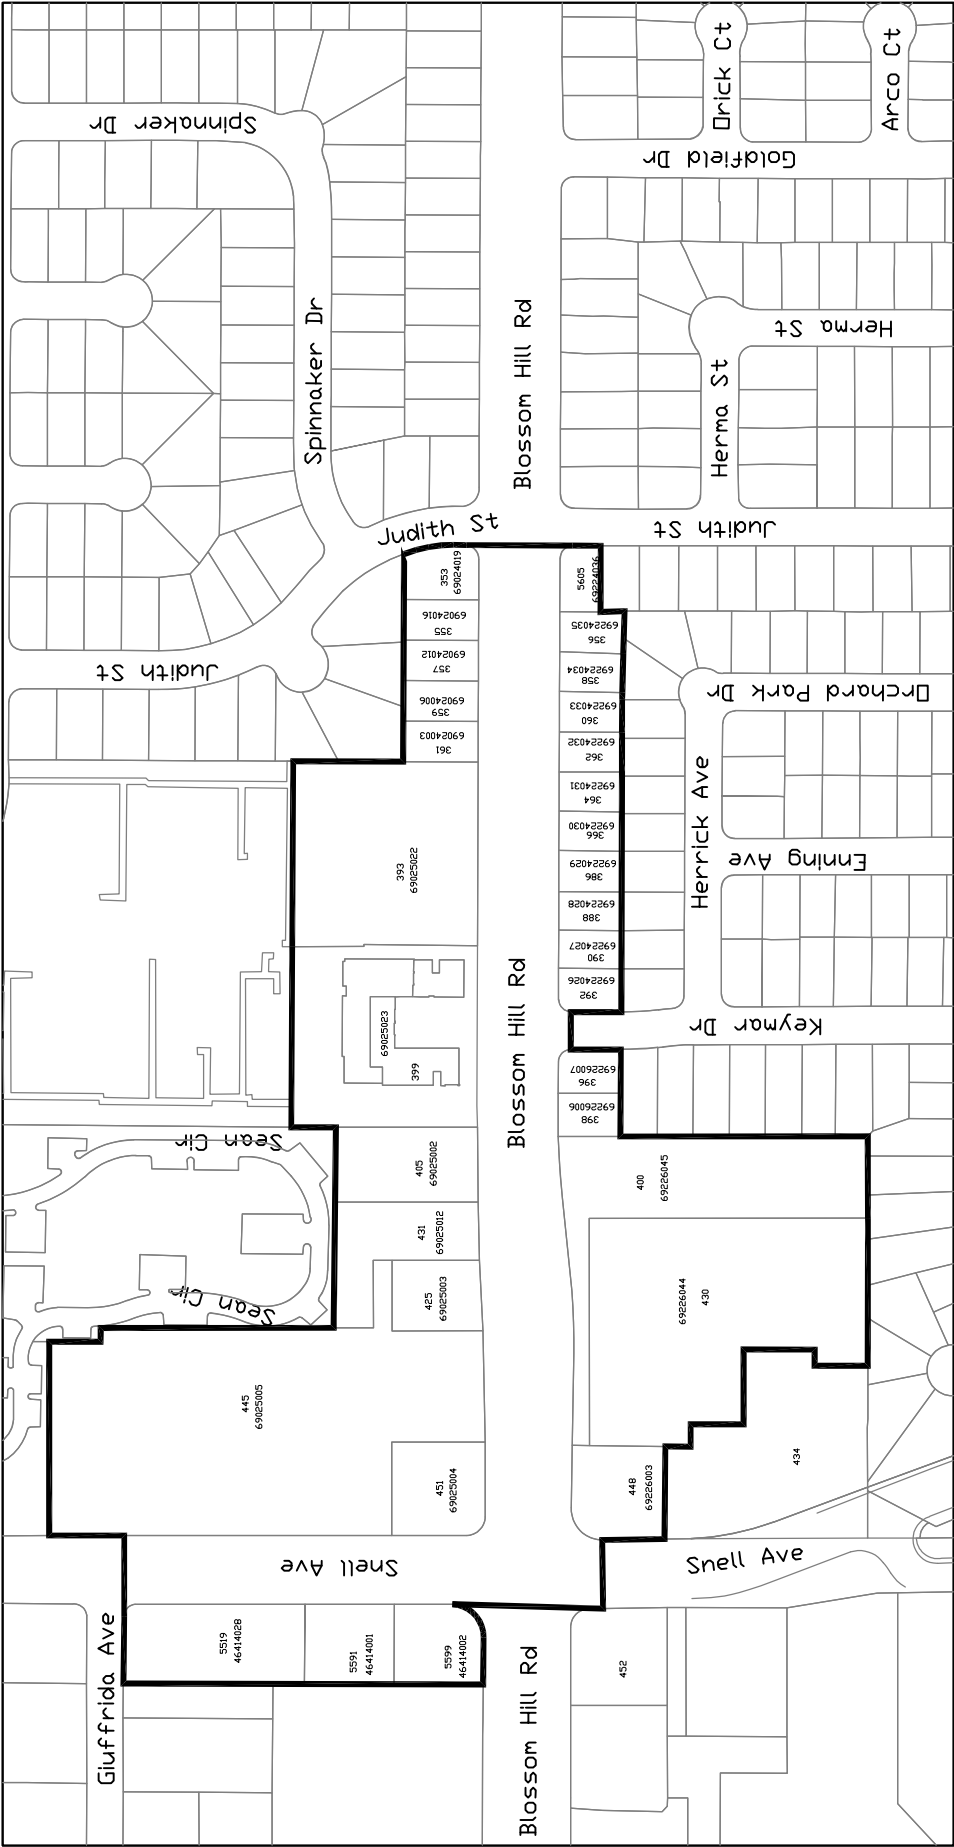 Orick Ct
Arco Ct
Spinnaker Dr
Goldfield Dr
Spinnaker Dr
Blossom Hill Rd
Herma St
Herma St
Judith St
Judith St
353
69024019
5605
69224036
69024016
355
69224035
356
69024012
357
69224034
358
Judith St
Orchard Park Dr
69024006
359
69224033
360
69024003
361
69224032
362
69224031
364
Herrick Ave
69224030
366
393
69025022
69224029
386
Enning Ave
69224028
388
69224027
390
Blossom Hill Rd
69224026
392
69025023
399
Keymar Dr
69226007
396
69226006
398
Sean Cir
405
69025002
400
69226045
431
69025012
Sean Cir
425
69025003
69226044
430
445
69025005
451
69025004
448
69226003
434
Snell Ave
Snell Ave
5519
46414028
5591
46414001
5599
46414002
452
Giuffrida Ave
Blossom Hill Rd